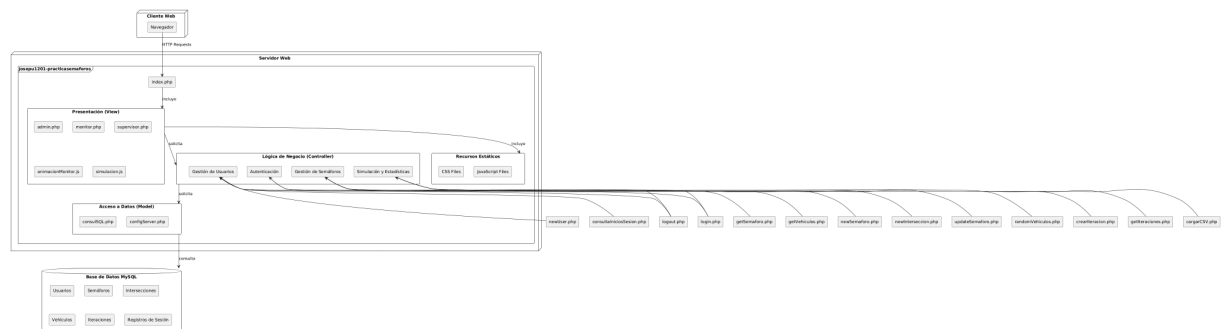 Cliente Web
Navegador
HTTP Requests
Servidor Web
josepu1201-practicasemaforos
index.php
incluye
Presentación (View)
admin.php
monitor.php
supervisor.php
animacionMonitor.js
simulacion.js
solicita
incluye
Lógica de Negocio (Controller)
Gestión de Usuarios
Autenticación
Gestión de Semáforos
Simulación y Estadísticas
Recursos Estáticos
CSS Files
JavaScript Files
solicita
Acceso a Datos (Model)
consulSQL.php
configServer.php
newUser.php
consultaIniciosSesion.php
logout.php
login.php
getSemaforo.php
getVehiculos.php
newSemaforo.php
newInterseccion.php
updateSemaforo.php
randomVehiculos.php
crearIteracion.php
getIteraciones.php
cargarCSV.php
consulta
Base de Datos MySQL
Usuarios
Semáforos
Intersecciones
Vehículos
Iteraciones
Registros de Sesión